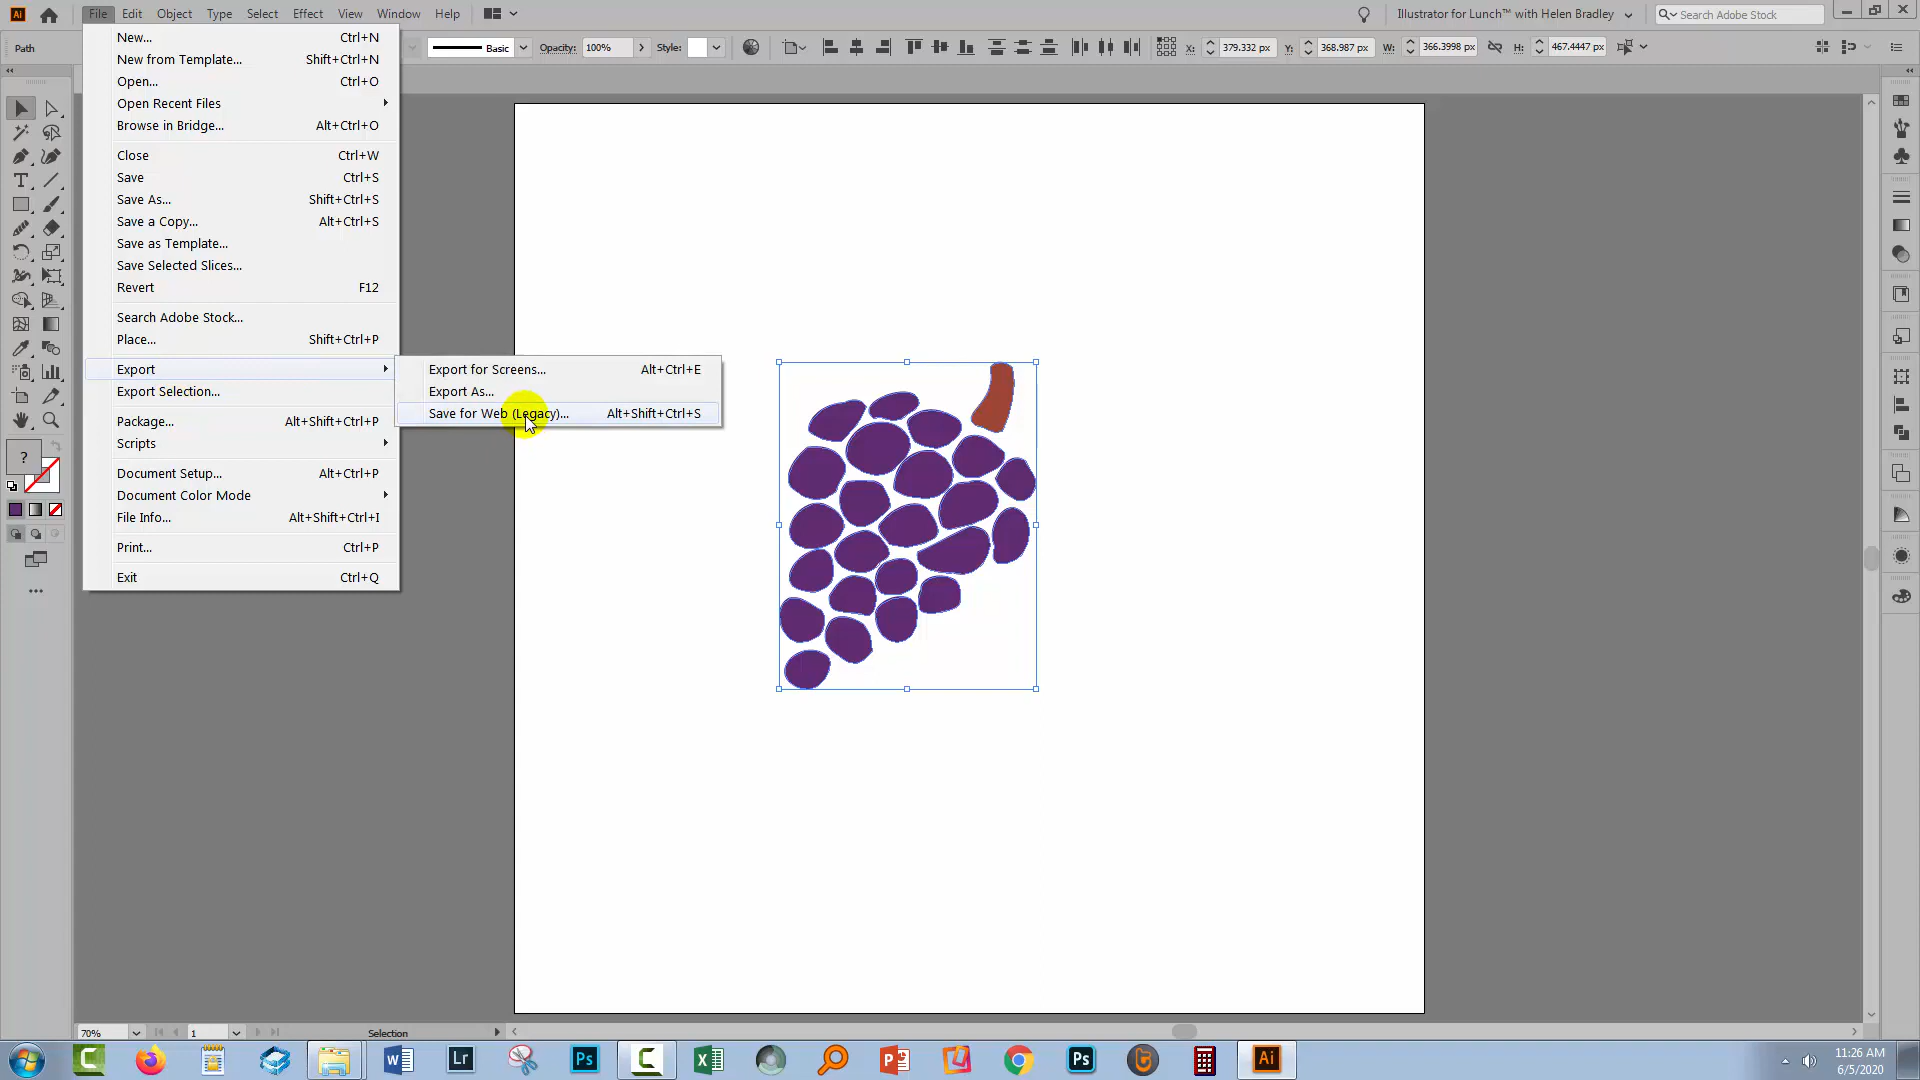 Ai File Edit Object Type Select Effect View Window Help Illustrator for Lunch™ with Helen Bradley Search Adobe Stock
Path Basic Opacity: 100% Style: X: 379.332 px Y: 368.987 px W: 366.3998 px H: 467.4447 px
New... Ctrl+N
New from Template... Shift+Ctrl+N
Open... Ctrl+O
Open Recent Files
Browse in Bridge... Alt+Ctrl+O
Close Ctrl+W
Save Ctrl+S
Save As... Shift+Ctrl+S
Save a Copy... Alt+Ctrl+S
Save as Template...
Save Selected Slices...
Revert F12
Search Adobe Stock...
Place... Shift+Ctrl+P
Export
Export Selection...
Package... Alt+Shift+Ctrl+P
Scripts
Document Setup... Alt+Ctrl+P
Document Color Mode
File Info... Alt+Shift+Ctrl+I
Print... Ctrl+P
Exit Ctrl+Q
Export for Screens... Alt+Ctrl+E
Export As...
Save for Web (Legacy)... Alt+Shift+Ctrl+S
?
70% 1 Selection
Lr Ps Ps Ai
11:26 AM
6/5/2020